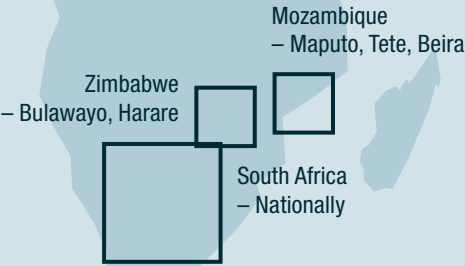 Mozambique
– Maputo, Tete, Beira
Zimbabwe
– Bulawayo, Harare
South Africa
– Nationally